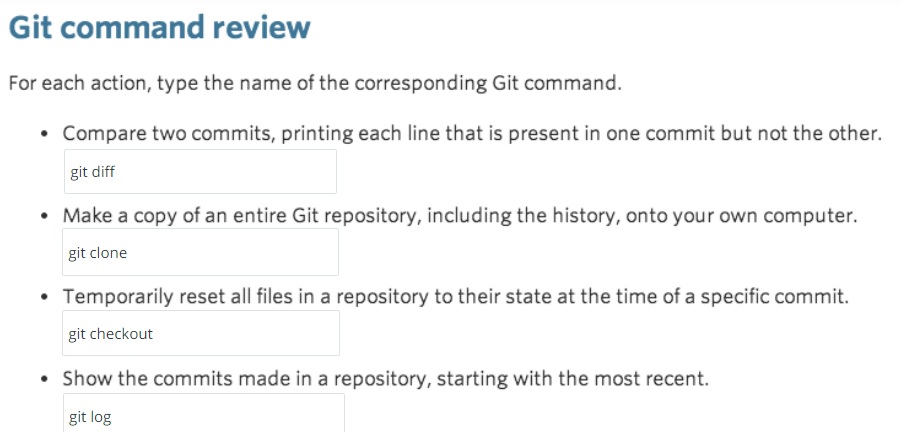 Git command review
For each action, type the name of the corresponding Git command.
• Compare two commits, printing each line that is present in one commit but not the other.
git diff
• Make a copy of an entire Git repository, including the history, onto your own computer.
git clone
• Temporarily reset all files in a repository to their state at the time of a specific commit.
git checkout
• Show the commits made in a repository, starting with the most recent.
git log